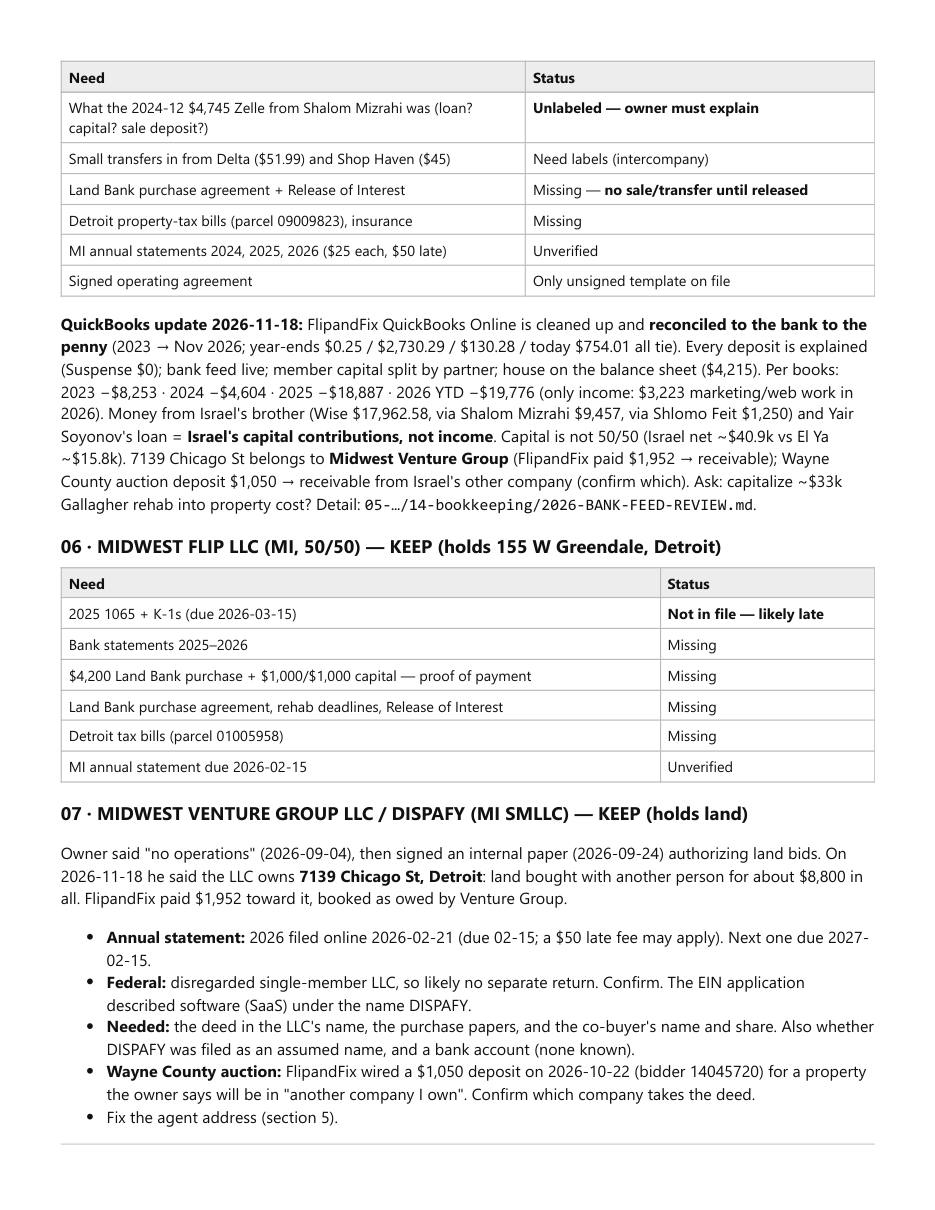 Need Status
What the 2024-12 $4,745 Zelle from Shalom Mizrahi was (loan? Unlabeled — owner must explain
capital? sale deposit?)
Small transfers in from Delta ($51.99) and Shop Haven ($45) Need labels (intercompany)
Land Bank purchase agreement + Release of Interest Missing — no sale/transfer until released
Detroit property-tax bills (parcel 09009823), insurance Missing
MI annual statements 2024, 2025, 2026 ($25 each, $50 late) Unverified
Signed operating agreement Only unsigned template on file
QuickBooks update 2026-11-18: FlipandFix QuickBooks Online is cleaned up and reconciled to the bank to the
penny (2023 → Nov 2026; year-ends $0.25 / $2,730.29 / $130.28 / today $754.01 all tie). Every deposit is explained
(Suspense $0); bank feed live; member capital split by partner; house on the balance sheet ($4,215). Per books:
2023 −$8,253 · 2024 −$4,604 · 2025 −$18,887 · 2026 YTD −$19,776 (only income: $3,223 marketing/web work in
2026). Money from Israel's brother (Wise $17,962.58, via Shalom Mizrahi $9,457, via Shlomo Feit $1,250) and Yair
Soyonov's loan = Israel's capital contributions, not income. Capital is not 50/50 (Israel net ~$40.9k vs El Ya
~$15.8k). 7139 Chicago St belongs to Midwest Venture Group (FlipandFix paid $1,952 → receivable); Wayne
County auction deposit $1,050 → receivable from Israel's other company (confirm which). Ask: capitalize ~$33k
Gallagher rehab into property cost? Detail: 05-…/14-bookkeeping/2026-BANK-FEED-REVIEW.md.
06 · MIDWEST FLIP LLC (MI, 50/50) — KEEP (holds 155 W Greendale, Detroit)
Need Status
2025 1065 + K-1s (due 2026-03-15) Not in file — likely late
Bank statements 2025–2026 Missing
$4,200 Land Bank purchase + $1,000/$1,000 capital — proof of payment Missing
Land Bank purchase agreement, rehab deadlines, Release of Interest Missing
Detroit tax bills (parcel 01005958) Missing
MI annual statement due 2026-02-15 Unverified
07 · MIDWEST VENTURE GROUP LLC / DISPAFY (MI SMLLC) — KEEP (holds land)
Owner said "no operations" (2026-09-04), then signed an internal paper (2026-09-24) authorizing land bids. On
2026-11-18 he said the LLC owns 7139 Chicago St, Detroit: land bought with another person for about $8,800 in
all. FlipandFix paid $1,952 toward it, booked as owed by Venture Group.
• Annual statement: 2026 filed online 2026-02-21 (due 02-15; a $50 late fee may apply). Next one due 2027-
02-15.
• Federal: disregarded single-member LLC, so likely no separate return. Confirm. The EIN application
described software (SaaS) under the name DISPAFY.
• Needed: the deed in the LLC's name, the purchase papers, and the co-buyer's name and share. Also whether
DISPAFY was filed as an assumed name, and a bank account (none known).
• Wayne County auction: FlipandFix wired a $1,050 deposit on 2026-10-22 (bidder 14045720) for a property
the owner says will be in "another company I own". Confirm which company takes the deed.
• Fix the agent address (section 5).